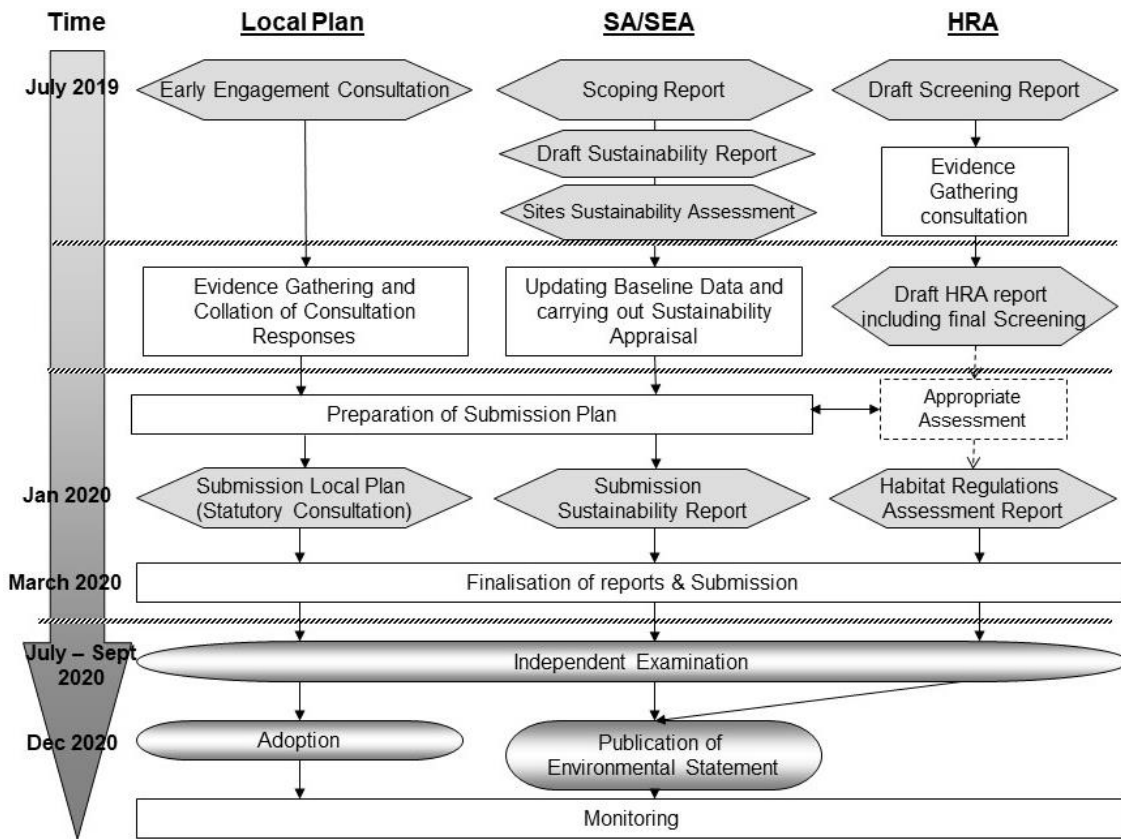 Time
Local Plan
SA/SEA
HRA
July 2019
Early Engagement Consultation
Scoping Report
Draft Screening Report
Draft Sustainability Report
Evidence
Gathering
consultation
Sites Sustainability Assessment
Evidence Gathering and
Collation of Consultation
Responses
Updating Baseline Data and
carrying out Sustainability
Appraisal
Draft HRA report
including final Screening
Preparation of Submission Plan
Appropriate
Assessment
Jan 2020
Submission Local Plan
(Statutory Consultation)
Submission
Sustainability Report
Habitat Regulations
Assessment Report
March 2020
Finalisation of reports & Submission
July – Sept
2020
Independent Examination
Dec 2020
Adoption
Publication of
Environmental Statement
Monitoring